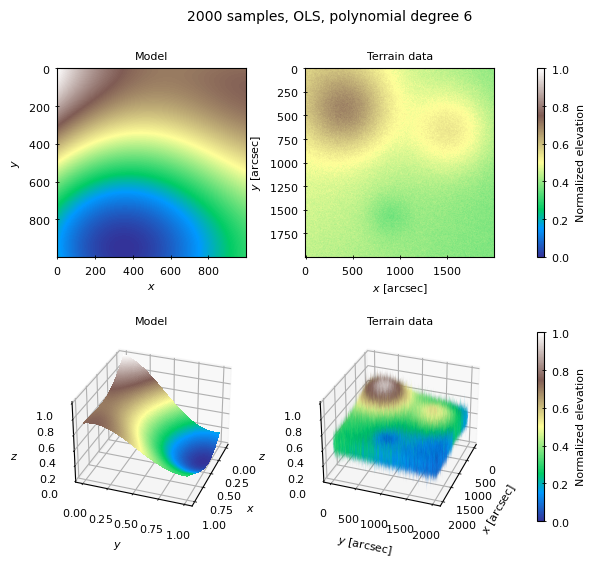 2000 samples, OLS, polynomial degree 6
Model
Terrain data
0
200
400
600
800
y
0 200 400 600 800
x
0
250
500
750
1000
1250
1500
1750
y [arcsec]
0 500 1000 1500
x [arcsec]
1.0
0.8
0.6
0.4
0.2
0.0
Normalized elevation
Model
Terrain data
1.0
0.8
0.6
0.4
0.2
0.0
z
0.00 0.25 0.50 0.75 1.00
y
0.00
0.25
0.50
0.75
1.00
x
1.0
0.8
0.6
0.4
0.2
0.0
z
0 500 1000 1500 2000
y [arcsec]
0
500
1000
1500
2000
x [arcsec]
1.0
0.8
0.6
0.4
0.2
0.0
Normalized elevation